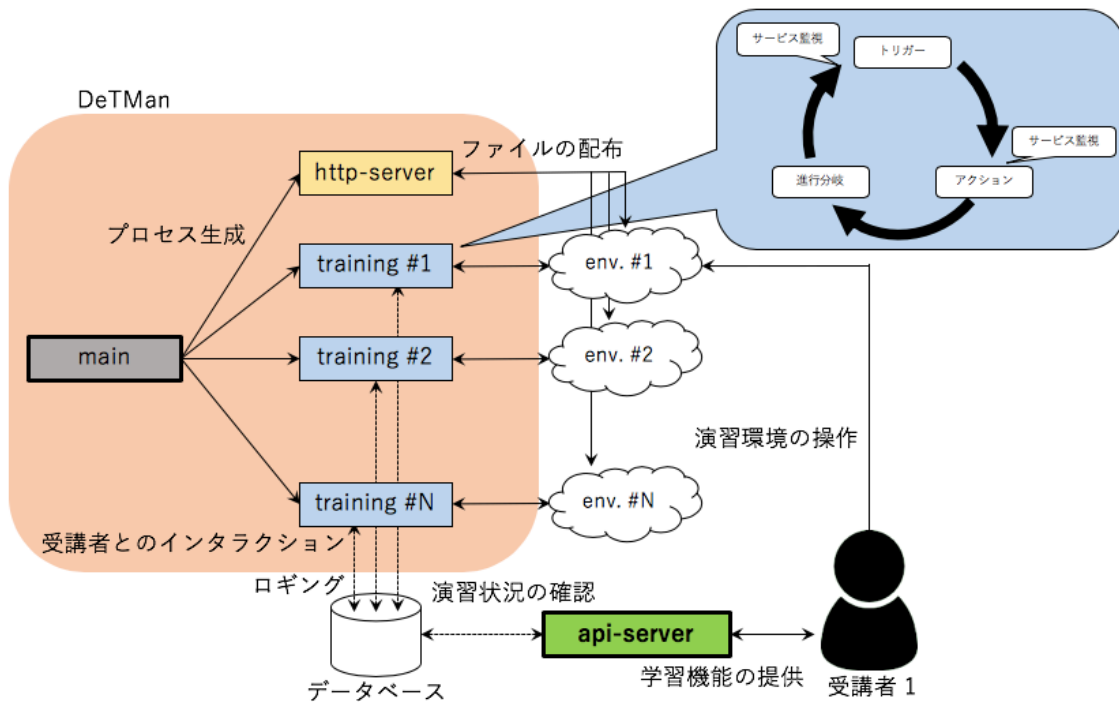 サービス監視
トリガー
サービス監視
進行分岐
アクション
DeTMan
ファイルの配布
http-server
プロセス生成
training #1
env. #1
main
training #2
env. #2
演習環境の操作
training #N
env. #N
受講者とのインタラクション
ロギング
演習状況の確認
api-server
学習機能の提供
データベース
受講者 1